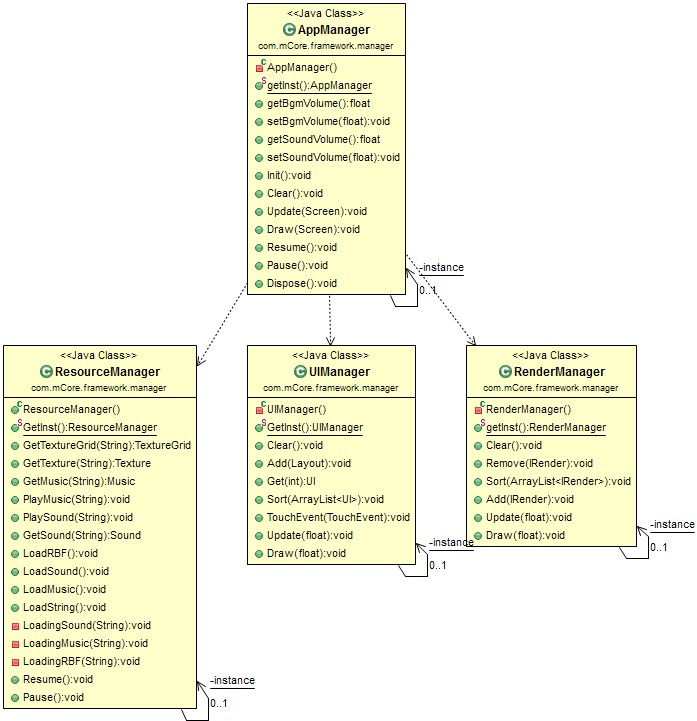 <<Java Class>>
AppManager
com.mCore.framework.manager
AppManager()
getInst():AppManager
getBgmVolume():float
setBgmVolume(float):void
getSoundVolume():float
setSoundVolume(float):void
Init():void
Clear():void
Update(Screen):void
Draw(Screen):void
Resume():void
Pause():void
Dispose():void
-instance
0..1
<<Java Class>>
ResourceManager
com.mCore.framework.manager
ResourceManager()
GetInst():ResourceManager
GetTextureGrid(String):TextureGrid
GetTexture(String):Texture
GetMusic(String):Music
PlayMusic(String):void
PlaySound(String):void
GetSound(String):Sound
LoadRBF():void
LoadSound():void
LoadMusic():void
LoadString():void
LoadingSound(String):void
LoadingMusic(String):void
LoadingRBF(String):void
Resume():void
Pause():void
-instance
0..1
<<Java Class>>
UIManager
com.mCore.framework.manager
UIManager()
GetInst():UIManager
Clear():void
Add(Layout):void
Get(int):UI
Sort(ArrayList<UI>):void
TouchEvent(TouchEvent):void
Update(float):void
Draw(float):void
-instance
0..1
<<Java Class>>
RenderManager
com.mCore.framework.manager
RenderManager()
getInst():RenderManager
Clear():void
Remove(IRender):void
Sort(ArrayList<IRender>):void
Add(IRender):void
Update(float):void
Draw(float):void
-instance
0..1